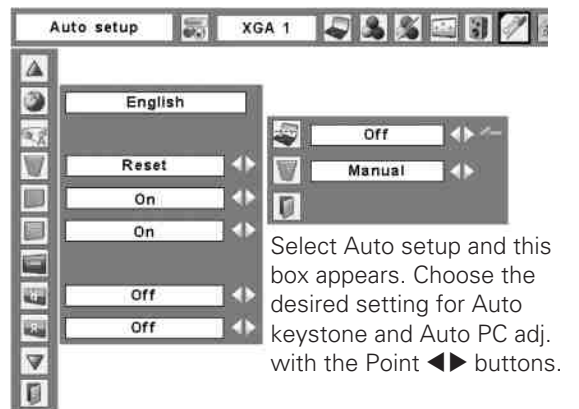 Auto setup
XGA 1
English
Reset
On
On
Off
Off
Off
Manual
Select Auto setup and this
box appears. Choose the
desired setting for Auto
keystone and Auto PC adj.
with the Point ◀▶ buttons.